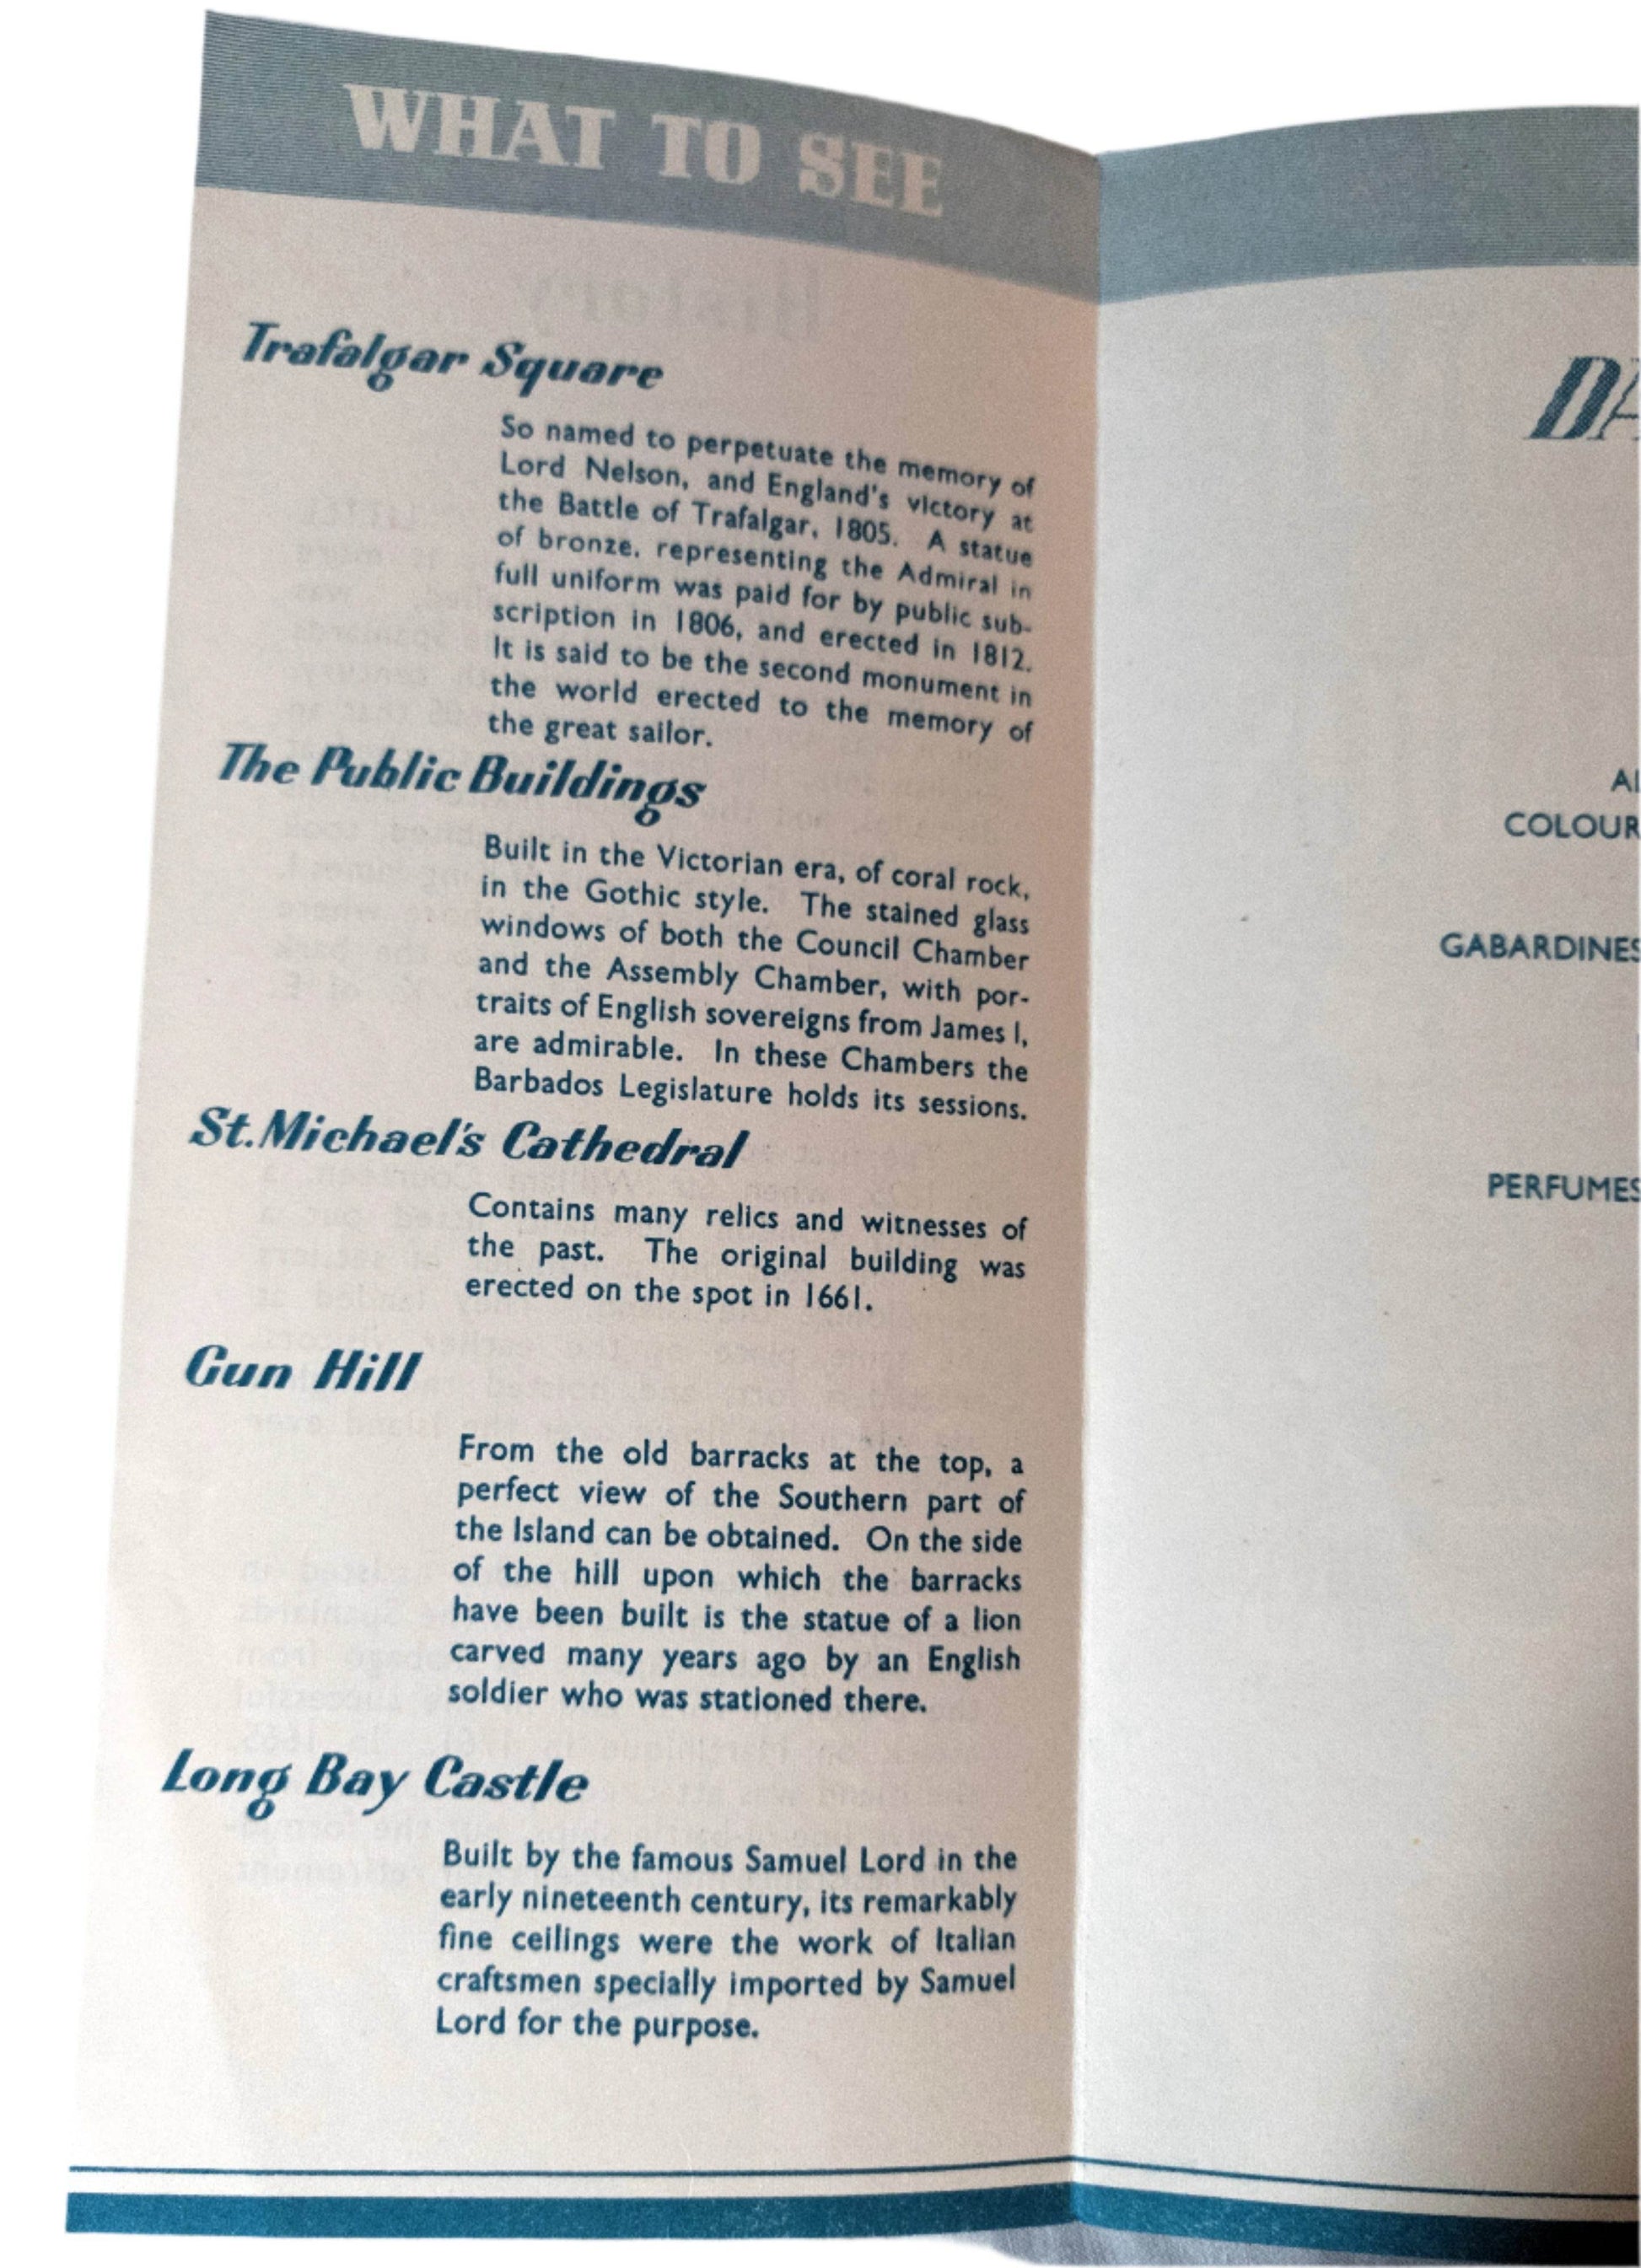 WHAT TO SEE
Trafalgar Square
So named to perpetuate the memory of
Lord Nelson, and England's victory at
the Battle of Trafalgar, 1805. A statue
of bronze, representing the Admiral in
full uniform was paid for by public sub-
scription in 1806, and erected in 1812.
It is said to be the second monument in
the world erected to the memory of
the great sailor.
The Public Buildings
Built in the Victorian era, of coral rock,
in the Gothic style. The stained glass
windows of both the Council Chamber
and the Assembly Chamber, with por-
traits of English sovereigns from James I,
are admirable. In these Chambers the
Barbados Legislature holds its sessions.
St. Michael's Cathedral
Contains many relics and witnesses of
the past. The original building was
erected on the spot in 1661.
Gun Hill
From the old barracks at the top, a
perfect view of the Southern part of
the Island can be obtained. On the side
of the hill upon which the barracks
have been built is the statue of a lion
carved many years ago by an English
soldier who was stationed there.
Long Bay Castle
Built by the famous Samuel Lord in the
early nineteenth century, its remarkably
fine ceilings were the work of Italian
craftsmen specially imported by Samuel
Lord for the purpose.
COLOUR
GABARDINES
PERFUMES